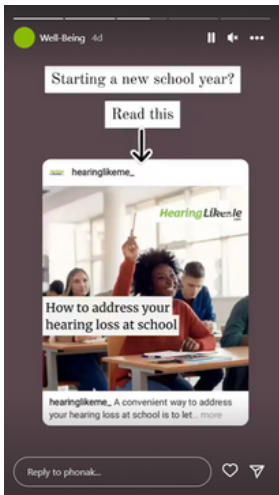 Well-Being 4d
Starting a new school year?
Read this
hearinglikeme_
HearingLikeMe
How to address your
hearing loss at school
hearinglikeme_ A convenient way to address
your hearing loss at school is to let... more
Reply to phonak...